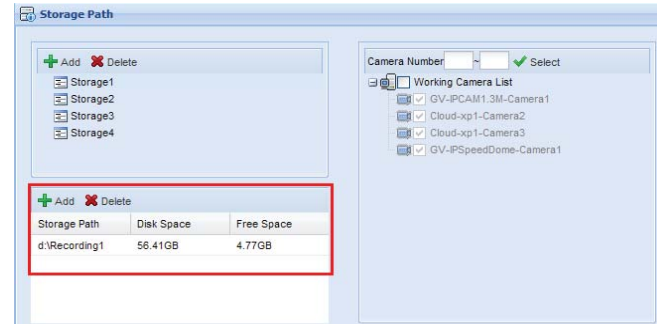 Storage Path
Add Delete
Storage1
Storage2
Storage3
Storage4
Add Delete
Storage Path Disk Space Free Space
d:\Recording1 56.41GB 4.77GB
Camera Number ~ Select
Working Camera List
GV-IPCAM1.3M-Camera1
Cloud-xp1-Camera2
Cloud-xp1-Camera3
GV-IPSpeedDome-Camera1